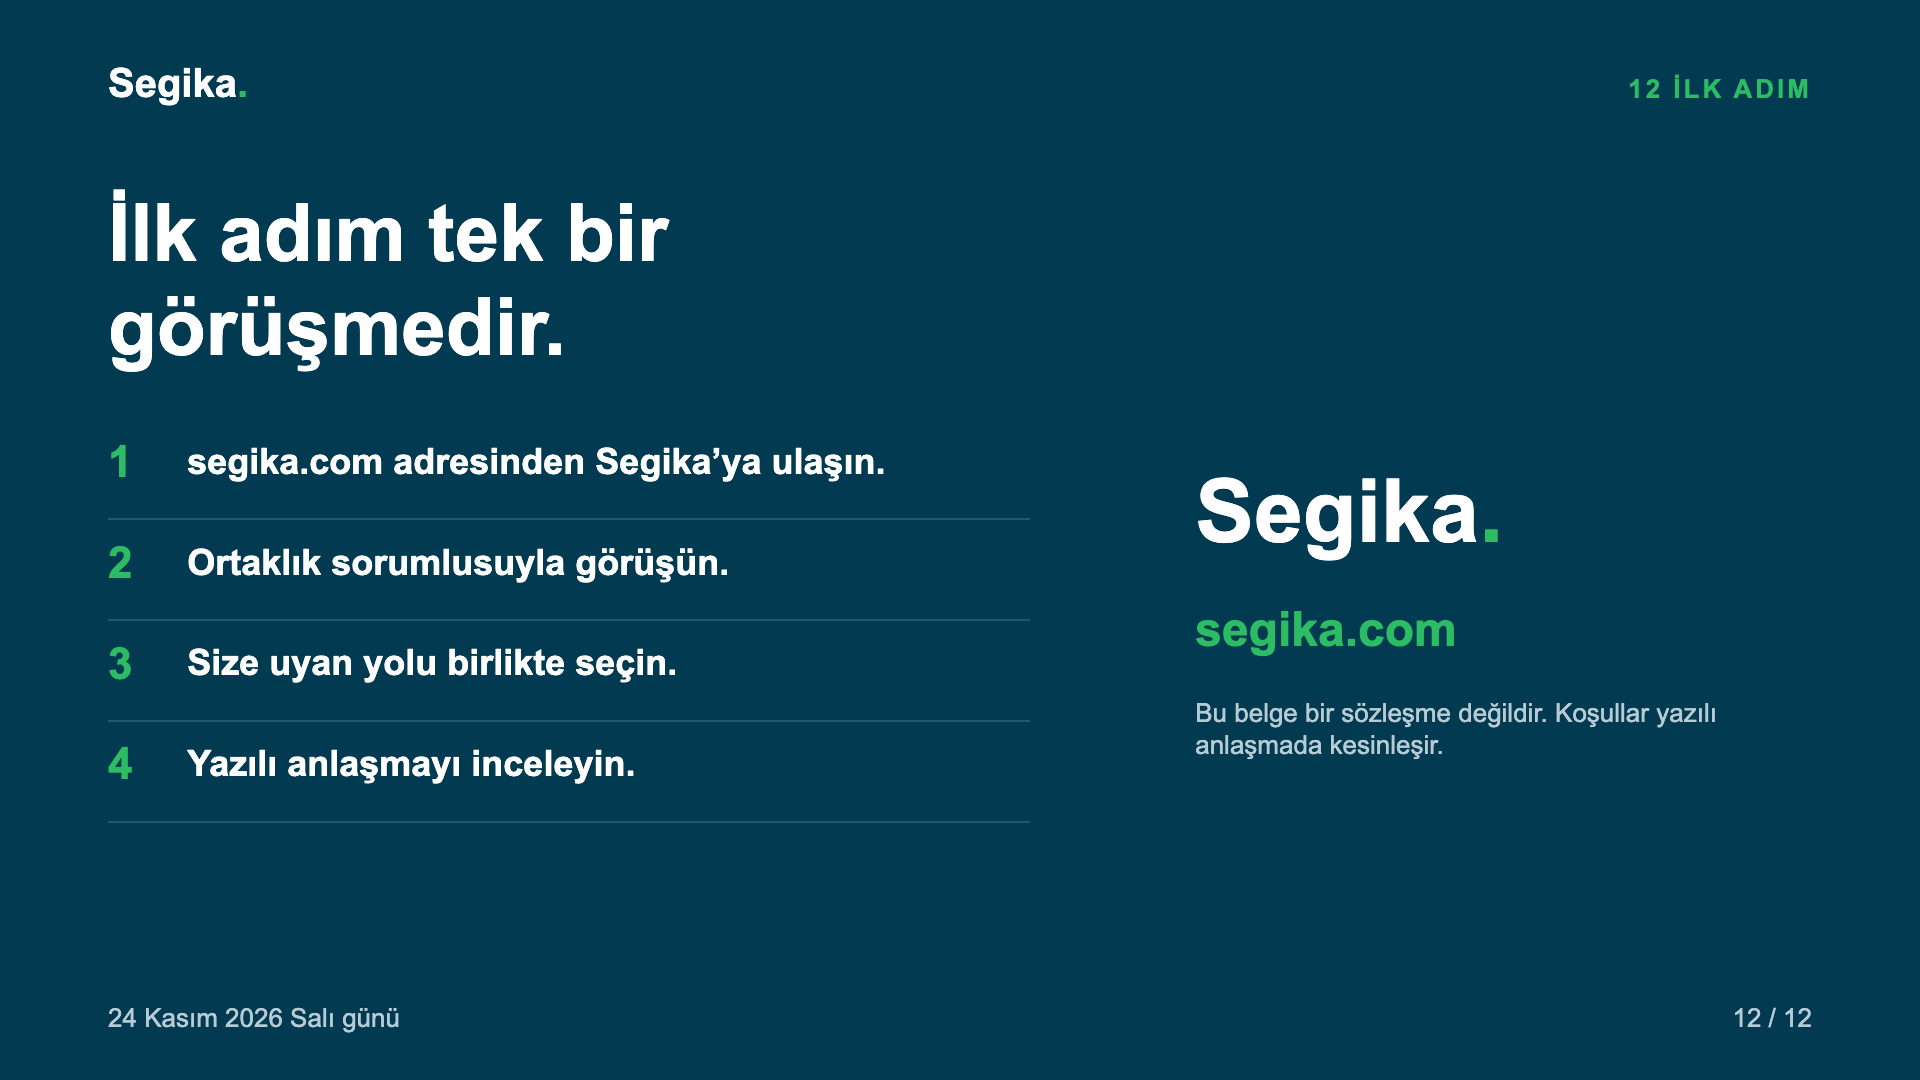 Segika.
12 İLK ADIM
İlk adım tek bir
görüşmedir.
1 segika.com adresinden Segika’ya ulaşın.
2 Ortaklık sorumlusuyla görüşün.
3 Size uyan yolu birlikte seçin.
4 Yazılı anlaşmayı inceleyin.
Segika.
segika.com
Bu belge bir sözleşme değildir. Koşullar yazılı
anlaşmada kesinleşir.
24 Kasım 2026 Salı günü
12 / 12